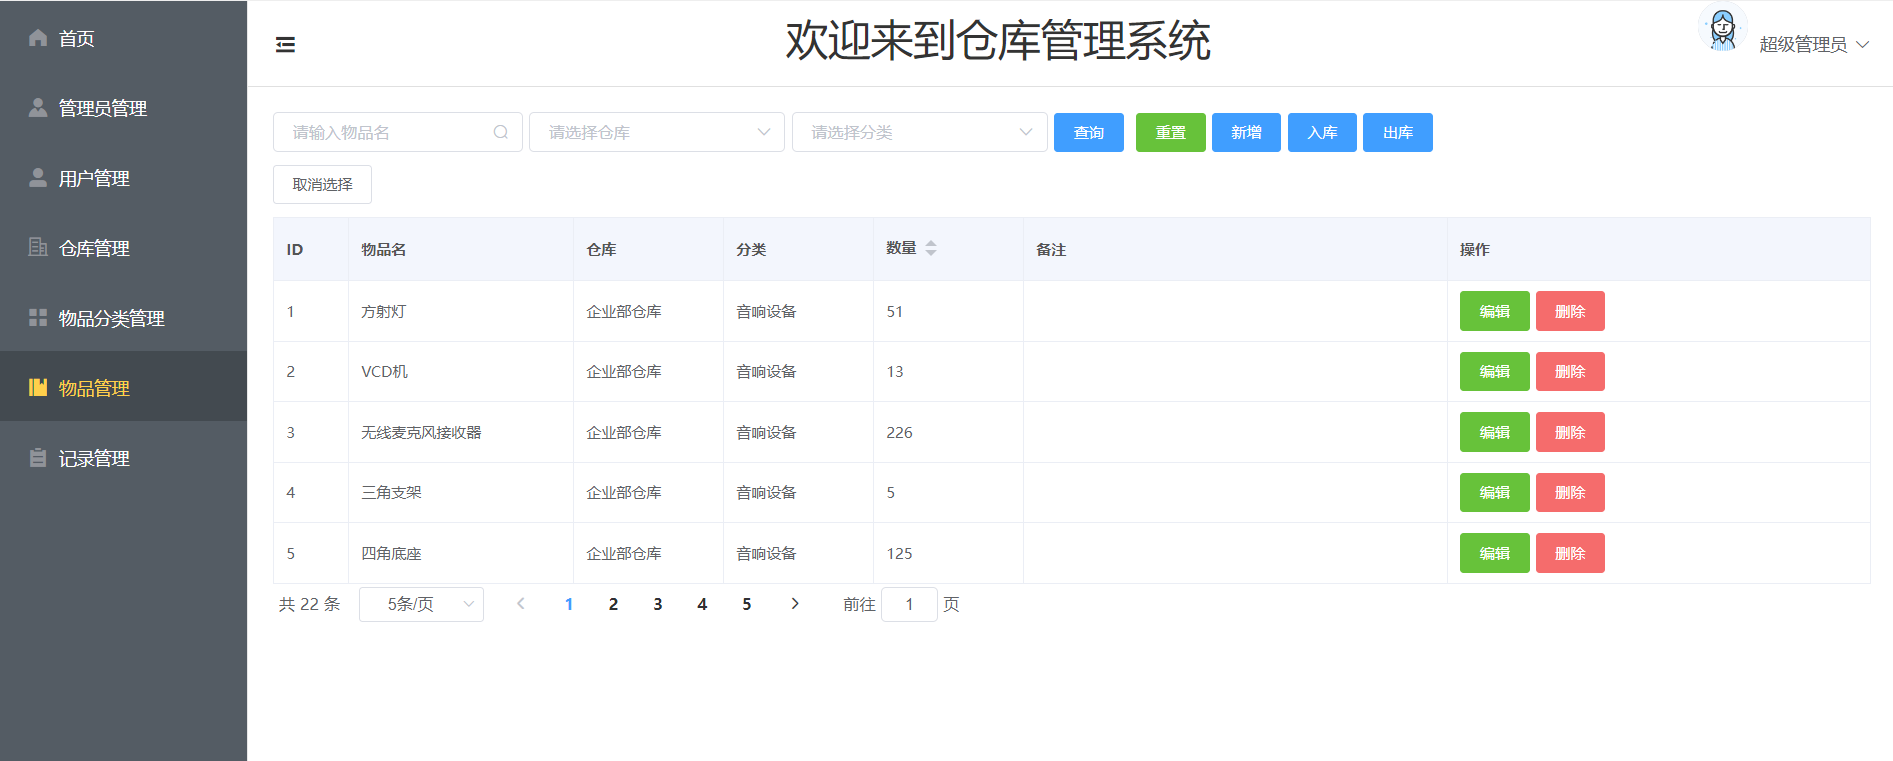 首页
管理员管理
用户管理
仓库管理
物品分类管理
物品管理
记录管理
欢迎来到仓库管理系统
超级管理员
请输入物品名 请选择仓库 请选择分类 查询 重置 新增 入库 出库
取消选择
ID 物品名 仓库 分类 数量 备注 操作
1 方射灯 企业部仓库 音响设备 51 编辑 删除
2 VCD机 企业部仓库 音响设备 13 编辑 删除
3 无线麦克风接收器 企业部仓库 音响设备 226 编辑 删除
4 三角支架 企业部仓库 音响设备 5 编辑 删除
5 四角底座 企业部仓库 音响设备 125 编辑 删除
共 22 条 5条/页 1 2 3 4 5 前往 1 页